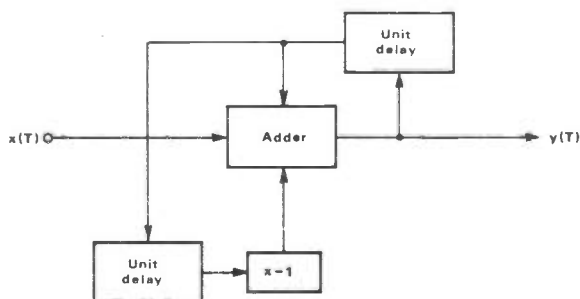 Unit
delay
x(T)
Adder
y(T)
Unit
delay
x-1